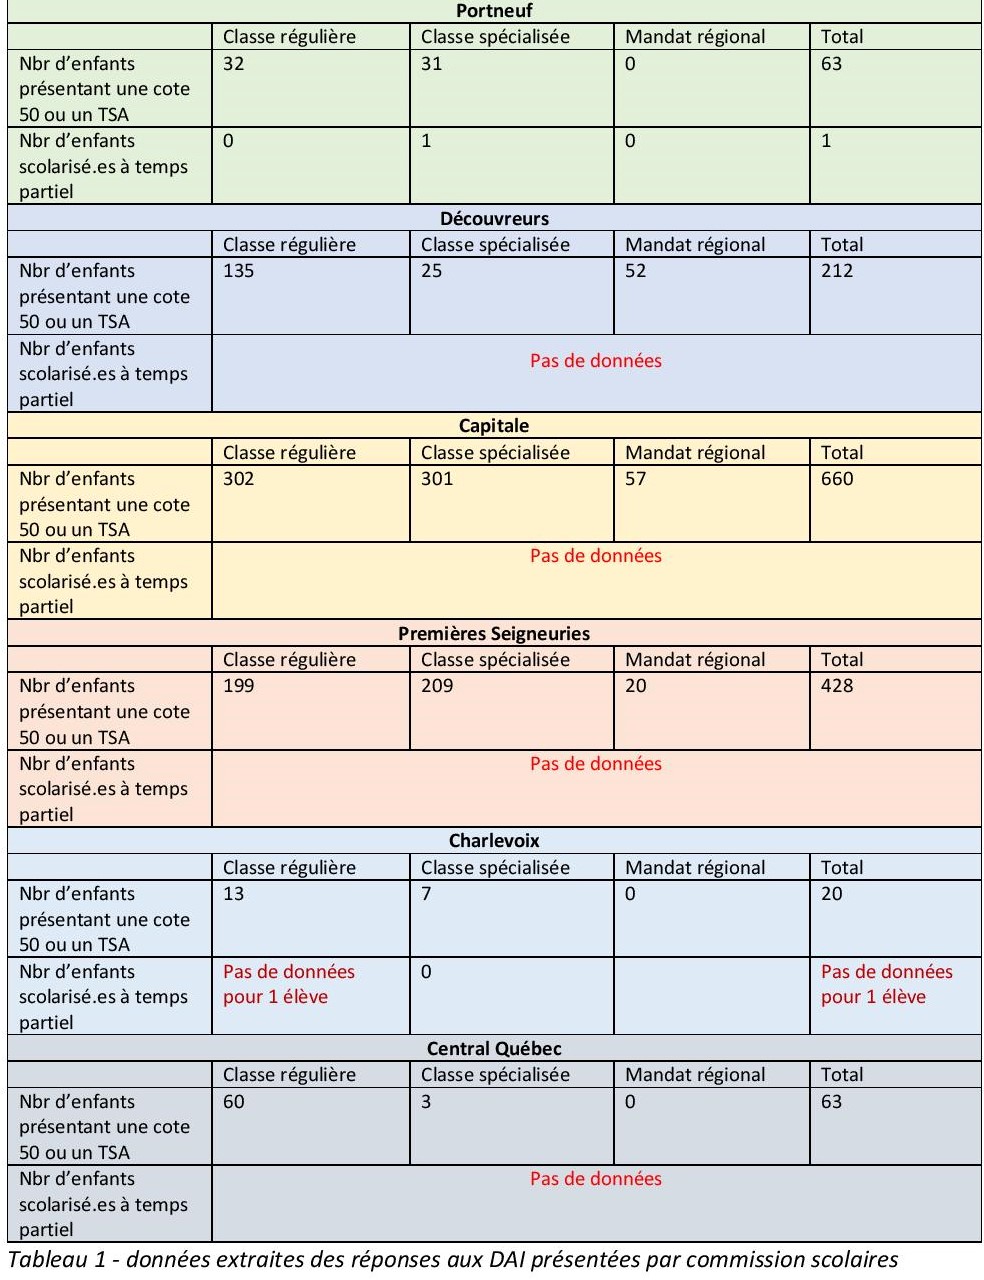 Portneuf
Classe régulière Classe spécialisée Mandat régional Total
Nbr d’enfants 32 31 0 63
présentant une cote
50 ou un TSA
Nbr d’enfants 0 1 0 1
scolarisé.es à temps
partiel
Découvreurs
Classe régulière Classe spécialisée Mandat régional Total
Nbr d’enfants 135 25 52 212
présentant une cote
50 ou un TSA
Nbr d’enfants
Pas de données
scolarisé.es à temps
partiel
Capitale
Classe régulière Classe spécialisée Mandat régional Total
Nbr d’enfants 302 301 57 660
présentant une cote
50 ou un TSA
Nbr d’enfants Pas de données
scolarisé.es à temps
partiel
Premières Seigneuries
Classe régulière Classe spécialisée Mandat régional Total
Nbr d’enfants 199 209 20 428
présentant une cote
50 ou un TSA
Nbr d’enfants Pas de données
scolarisé.es à temps
partiel
Charlevoix
Classe régulière Classe spécialisée Mandat régional Total
Nbr d’enfants 13 7 0 20
présentant une cote
50 ou un TSA
Nbr d’enfants Pas de données 0 Pas de données
scolarisé.es à temps pour 1 élève pour 1 élève
partiel
Central Québec
Classe régulière Classe spécialisée Mandat régional Total
Nbr d’enfants 60 3 0 63
présentant une cote
50 ou un TSA
Nbr d’enfants Pas de données
scolarisé.es à temps
partiel
Tableau 1 - données extraites des réponses aux DAI présentées par commission scolaires